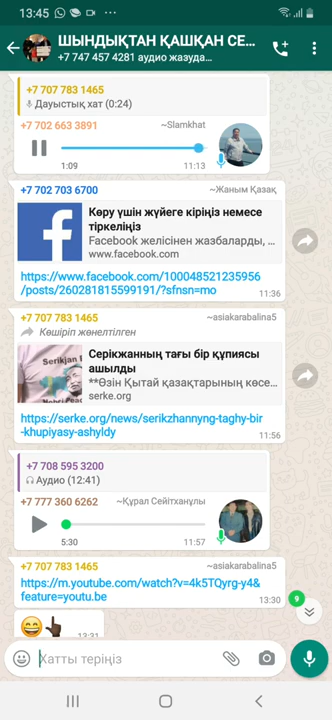 13:45
ШЫНДЫҚТАН ҚАШҚАН СЕ...
+7 747 457 4281 аудио жазуда...
+7 707 783 1465
Дауыстық хат (0:24)
+7 702 663 3891 ~Slamkhat
1:09 11:13
+7 702 703 6700 ~Жаным Қазақ
Көру үшін жүйеге кіріңіз немесе
тіркеліңіз
Facebook желісінен жазбаларды, ...
www.facebook.com
https://www.facebook.com/100048521235956
/posts/260281815599191/?sfnsn=mo
11:36
+7 707 783 1465 ~asiakarabalina5
Көшіріп жөнелтілген
Серікжанның тағы бір құпиясы
ашылды
**Өзін Қытай қазақтарының көсе...
serke.org
https://serke.org/news/serikzhannyng-taghy-bir
-khupiyasy-ashyldy
11:56
+7 708 595 3200
Аудио (12:41)
+7 777 360 6262 ~Құрал Сейітханұлы
5:30 11:57
+7 707 783 1465 ~asiakarabalina5
https://m.youtube.com/watch?v=4k5TQyrg-y4&
feature=youtu.be
13:30
9
13:31
Хатты теріңіз